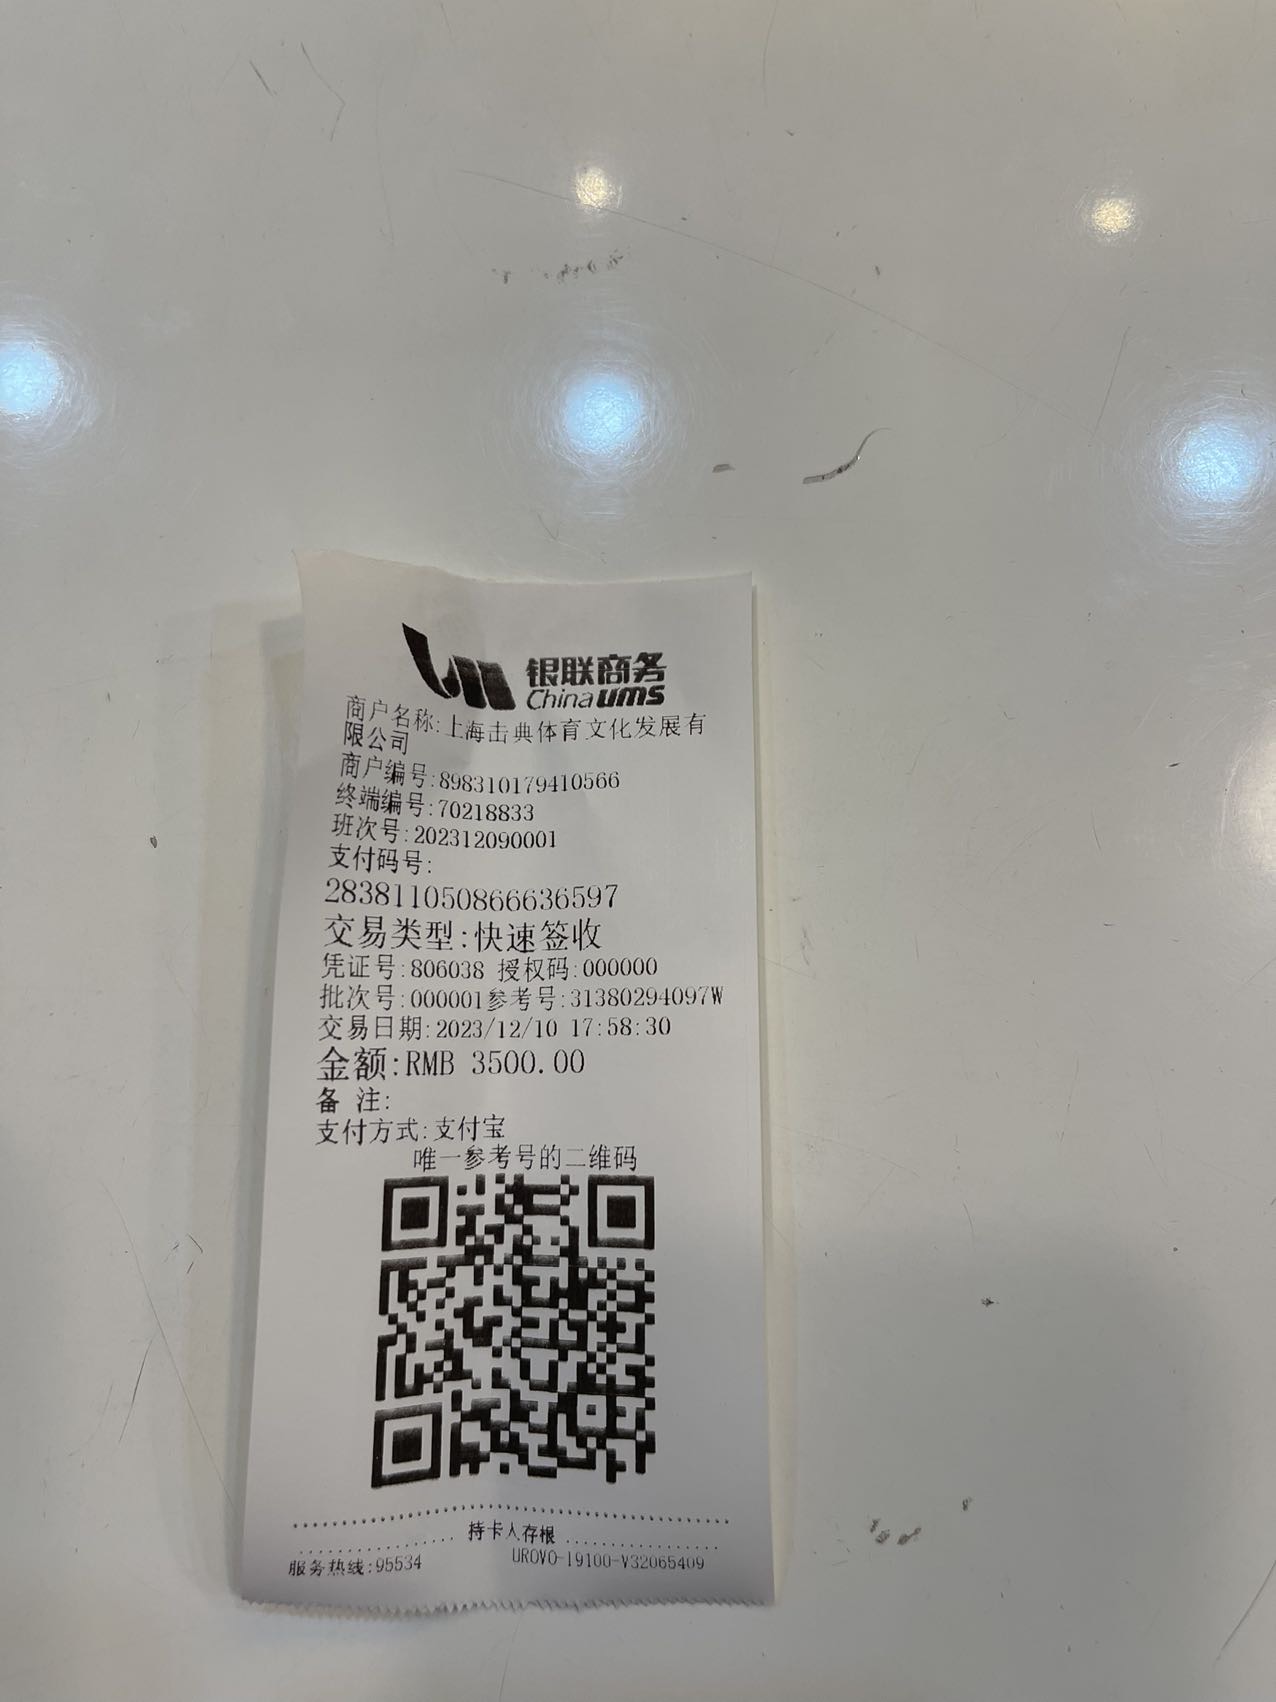 银联商务
China ums
商户名称:上海击典体育文化发展有
限公司
商户编号:898310179410566
终端编号:70218833
班次号:202312090001
支付码号:
283811050866636597
交易类型:快速签收
凭证号:806038 授权码:000000
批次号:000001参考号:31380294097W
交易日期:2023/12/10 17:58:30
金额:RMB 3500.00
备 注:
支付方式:支付宝
唯一参考号的二维码
持卡人存根
服务热线:95534 UROVO-I9100-V32065409